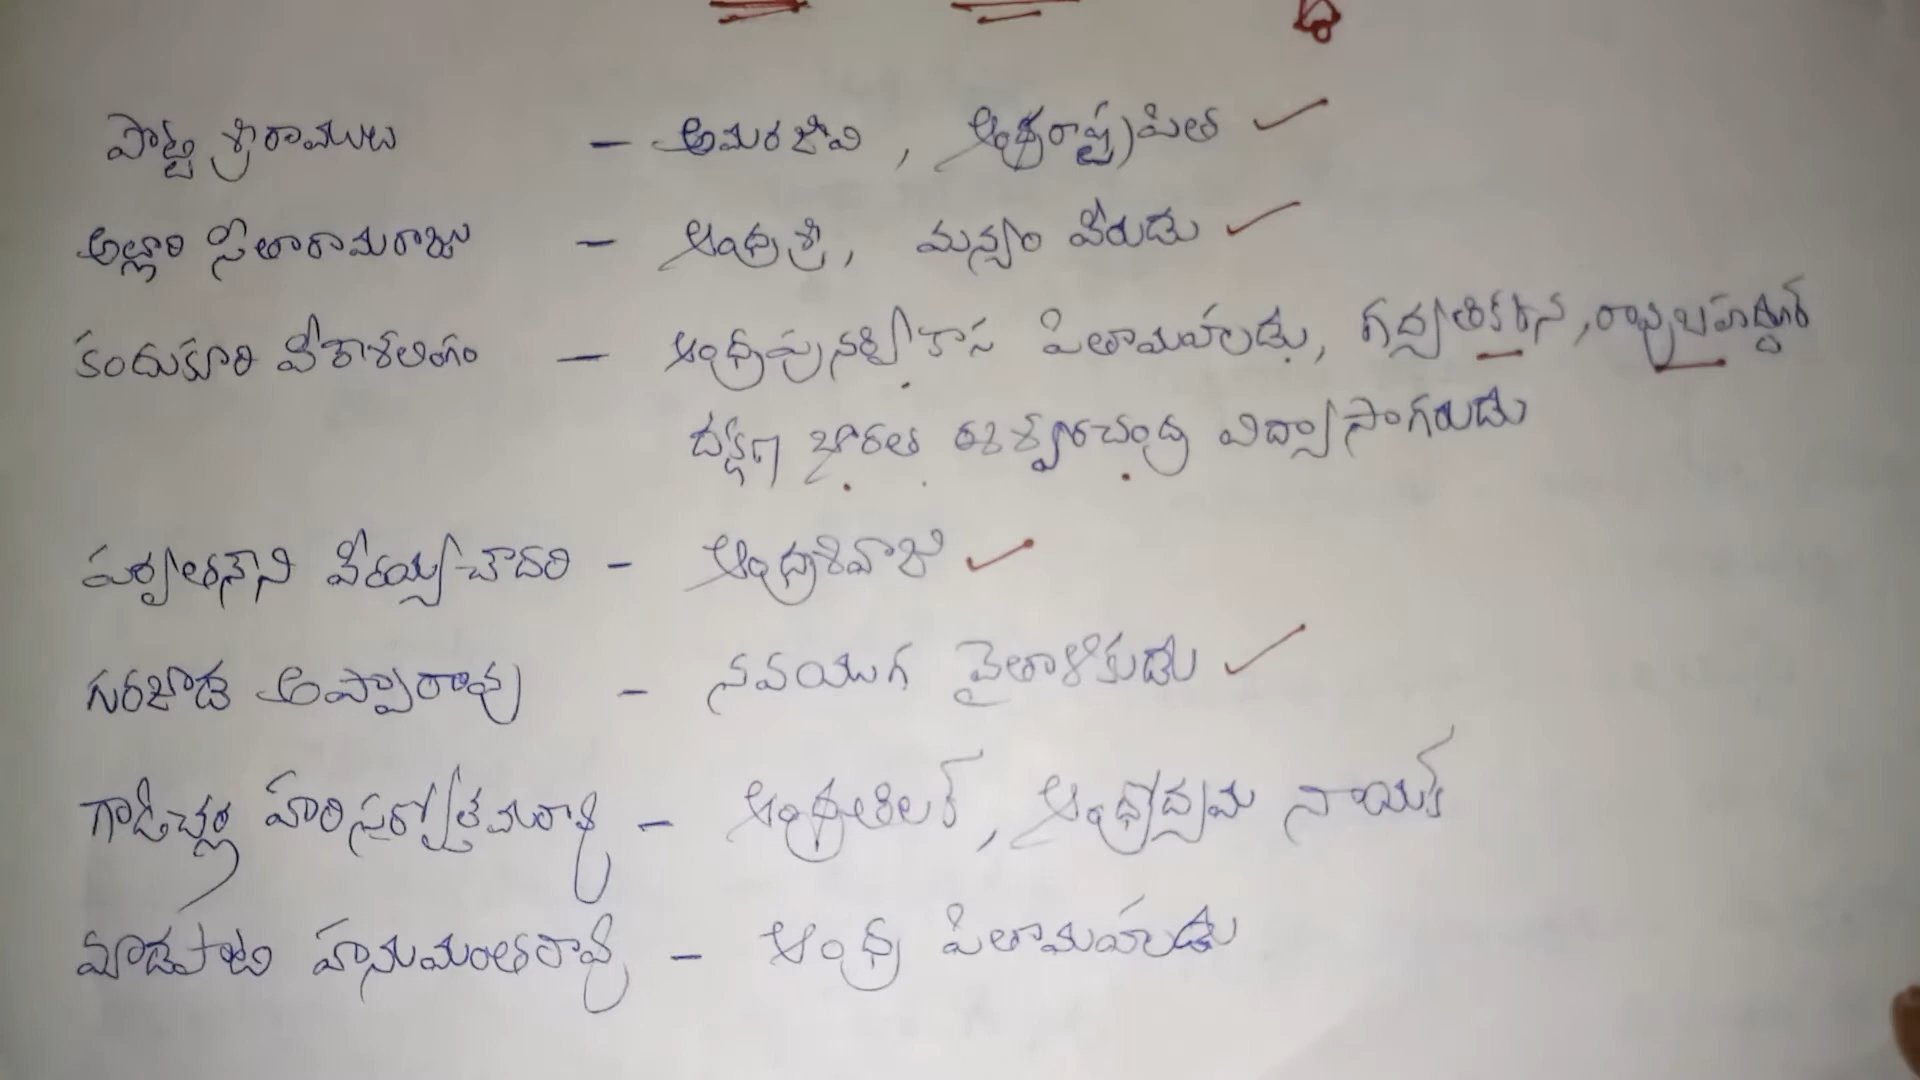 పొట్టి శ్రీరాములు – అమరజీవి, ఆంధ్రరాష్ట్రపిత
అల్లూరి సీతారామరాజు – ఆంధ్రశ్రీ, మన్యం వీరుడు
కందుకూరి వీరేశలింగం – ఆంధ్రపునర్వికాస పితామహుడు, గద్యతిక్కన, రావుబహద్దూర్
దక్షిణ భారత ఈశ్వరచంద్ర విద్యాసాగరుడు
పర్వతనేని వీరయ్యచౌదరి – ఆంధ్రశివాజి
గురజాడ అప్పారావు – నవయుగ వైతాళికుడు
గాడిచర్ల హరిసర్వోత్తమరావు – ఆంధ్రతిలక్, ఆంధ్రోద్యమ నాయక్
మాడపాటి హనుమంతరావు – ఆంధ్ర పితామహుడు